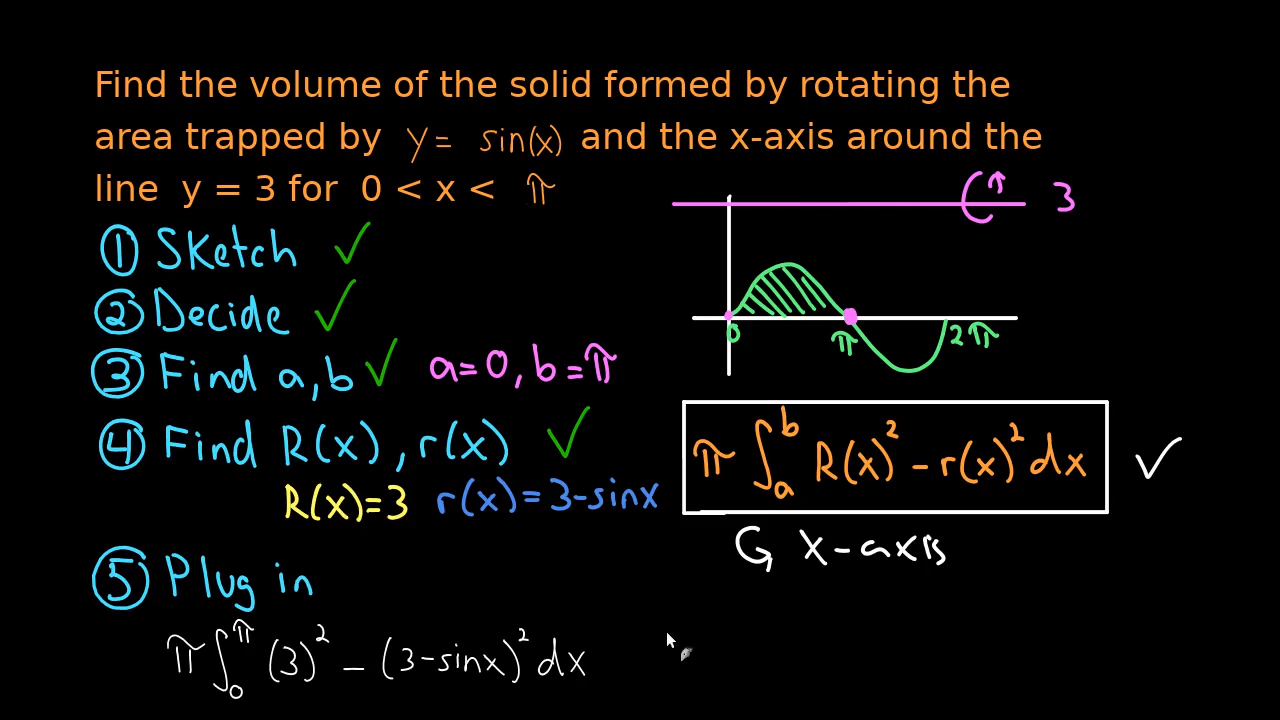 Find the volume of the solid formed by rotating the
area trapped by y = sin(x) and the x-axis around the
line y = 3 for 0 < x < π
3
① Sketch ✓
0 π 2π
② Decide ✓
③ Find a,b ✓ a=0, b=π
④ Find R(x), r(x) ✓
π ∫_a^b R(x)² - r(x)² dx ✓
R(x)=3 r(x)=3-sinx
↪ x-axis
⑤ Plug in
π ∫_0^π (3)² - (3-sinx)² dx